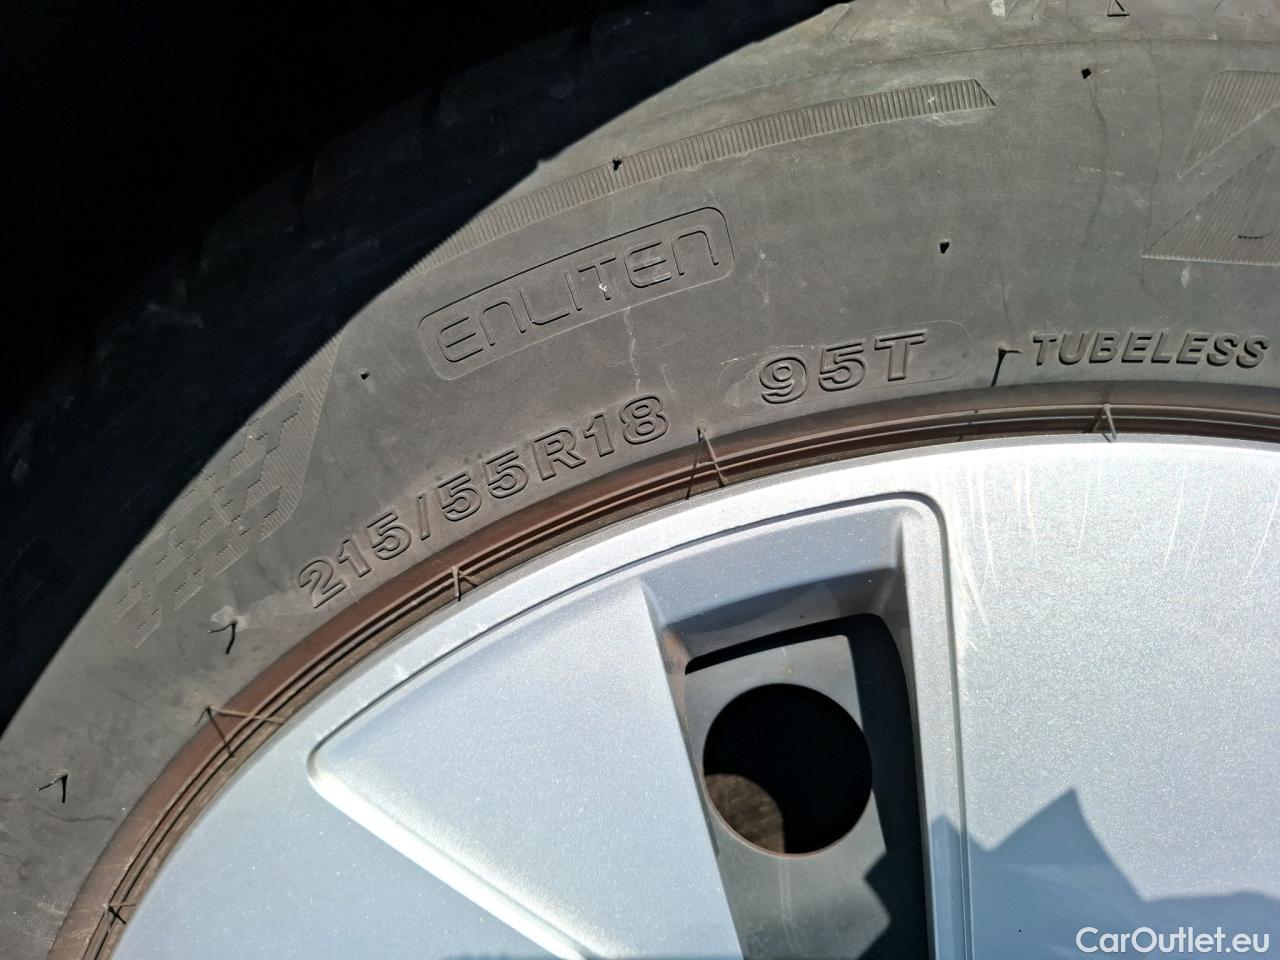 ENLITEN
215/55R18 95T TUBELESS
CarOutlet.eu